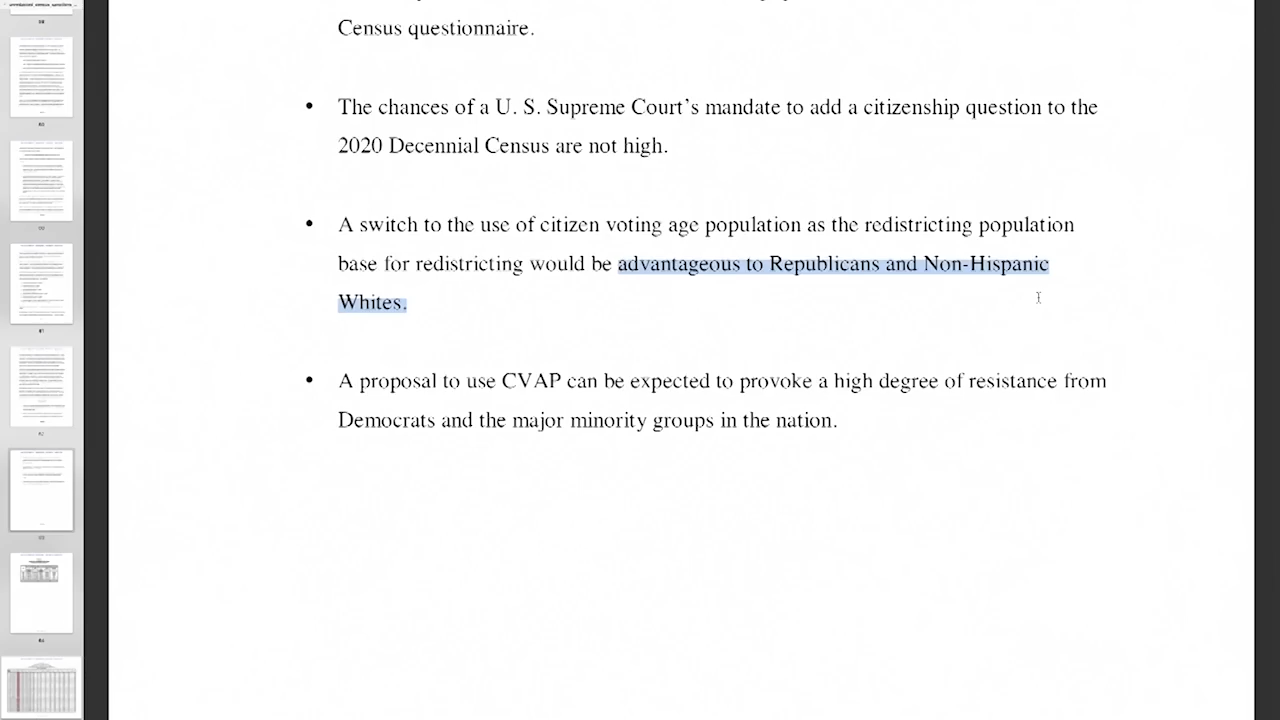 Census questionnaire.
• The chances of a U. S. Supreme Court's mandate to add a citizenship question to the
2020 Decennial Census are not high.
• A switch to the use of citizen voting age population as the redistricting population
base for redistricting would be advantageous to Republicans and Non-Hispanic
Whites.
• A proposal to use CVAP can be expected to provoke a high degree of resistance from
Democrats and the major minority groups in the nation.